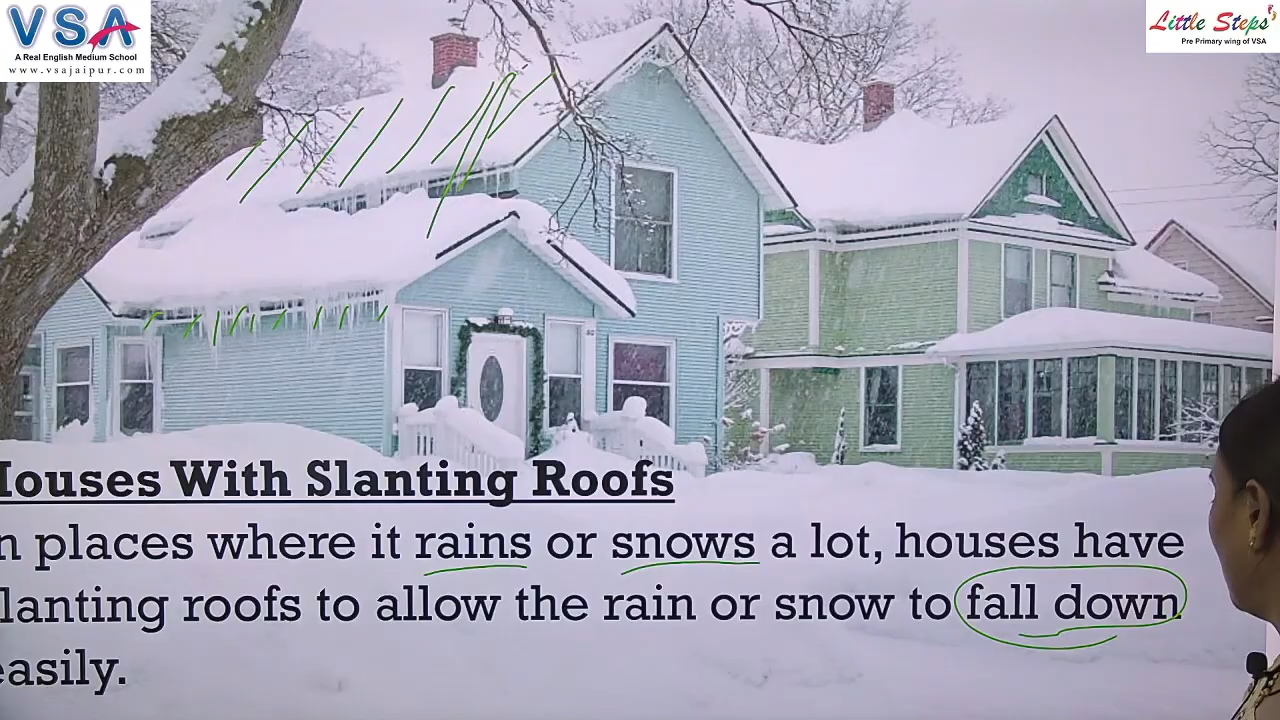 VSA
A Real English Medium School
www.vsajaipur.com
Little Steps
Pre Primary wing of VSA
Houses With Slanting Roofs
n places where it rains or snows a lot, houses have
lanting roofs to allow the rain or snow to fall down
easily.